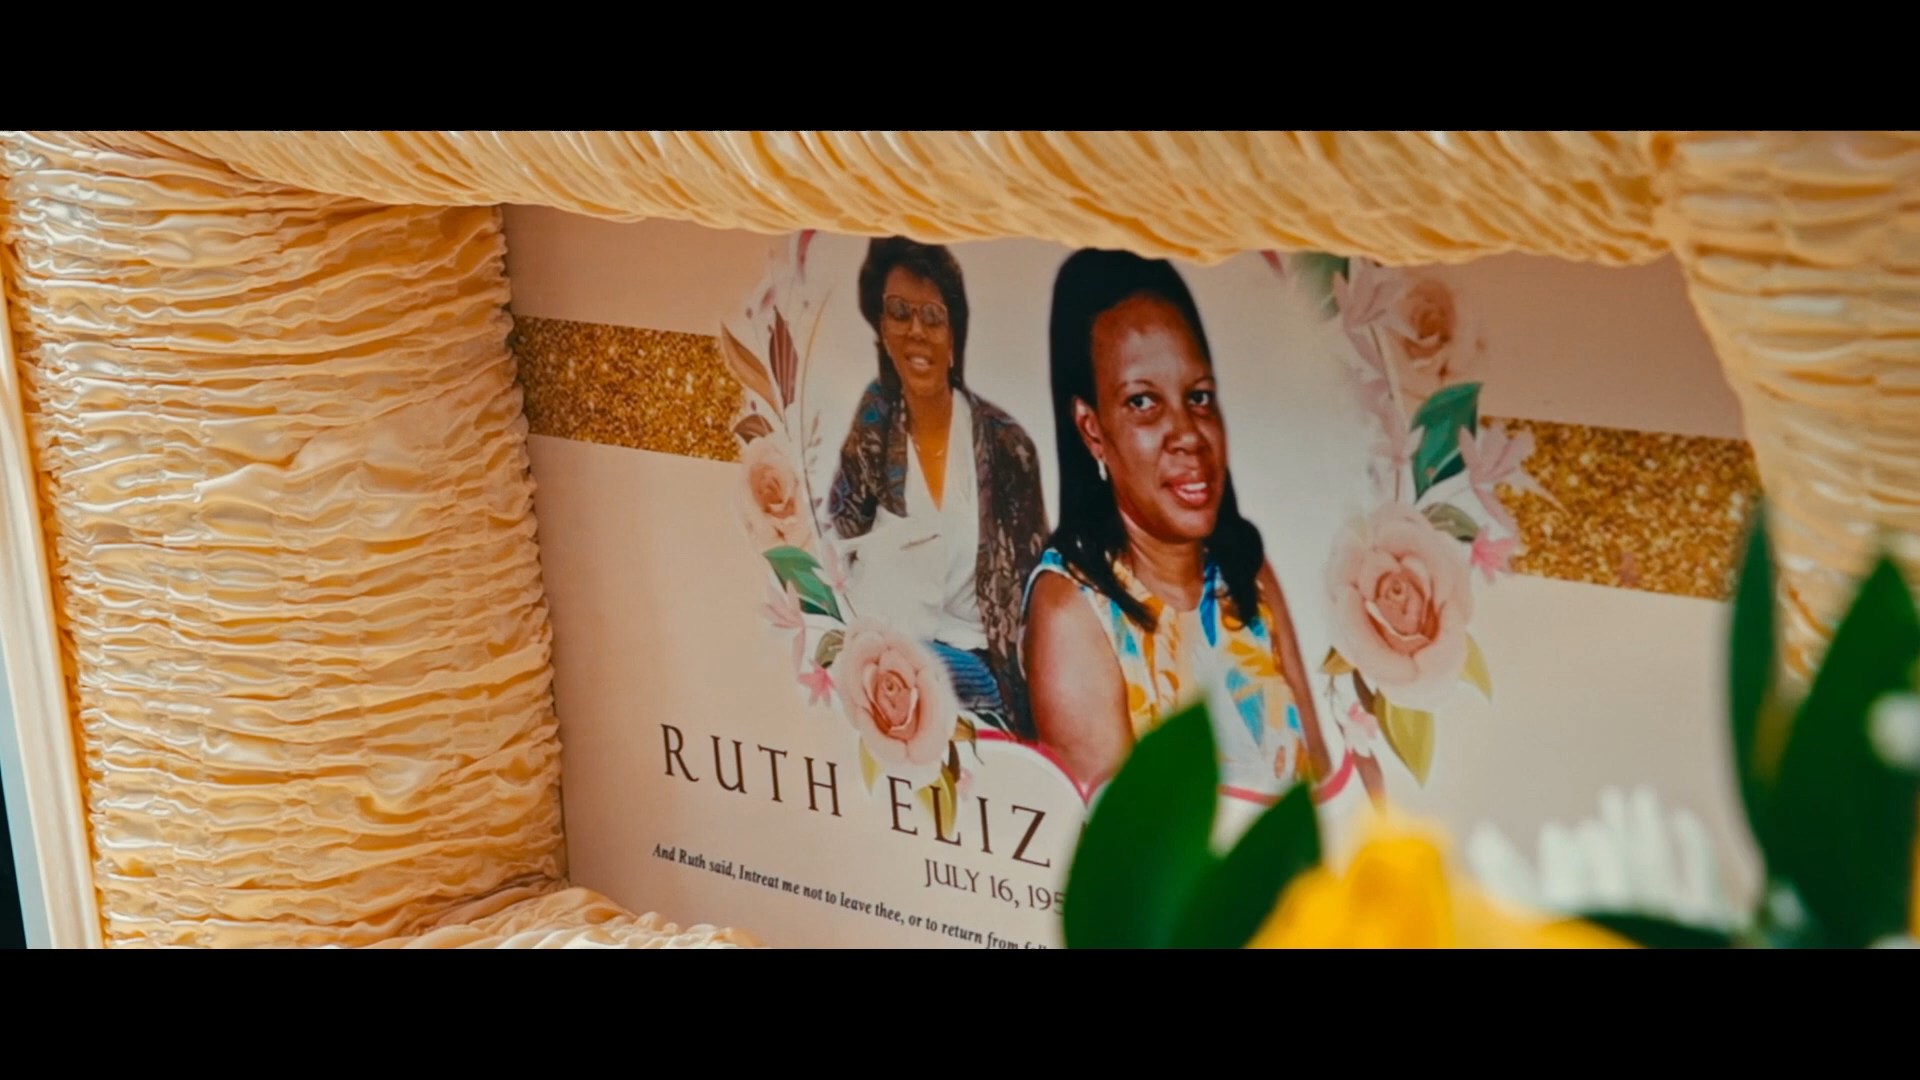 RUTH ELIZ
JULY 16, 195
And Ruth said, Intreat me not to leave thee, or to return from